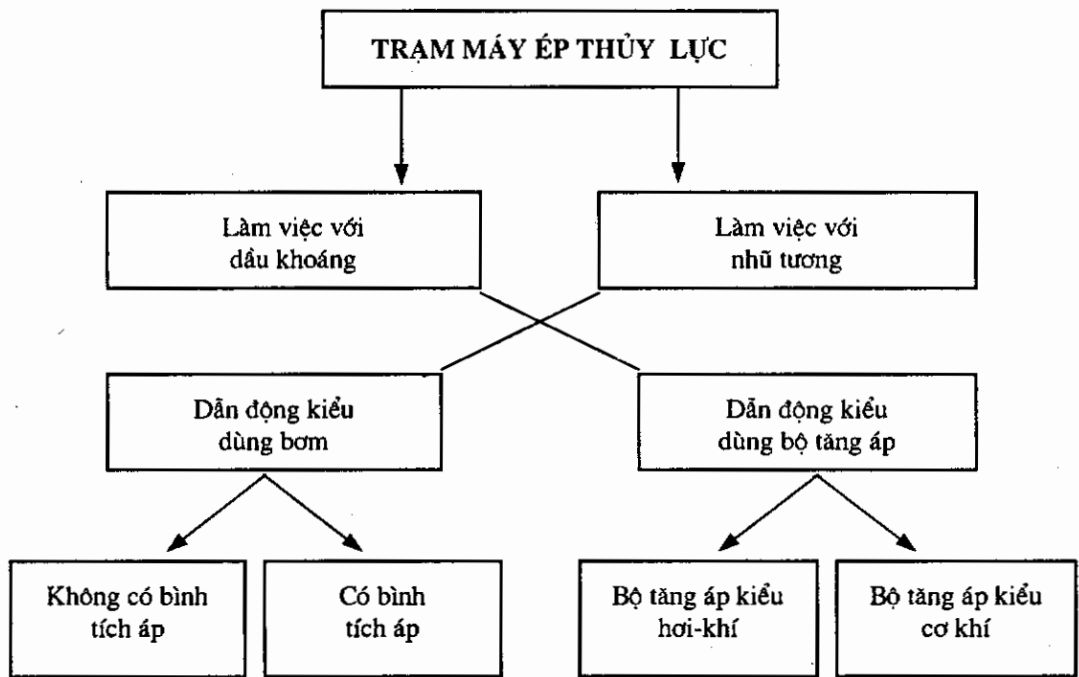 TRẠM MÁY ÉP THỦY LỰC
Làm việc với
dầu khoáng
Làm việc với
nhũ tương
Dẫn động kiểu
dùng bơm
Dẫn động kiểu
dùng bộ tăng áp
Không có bình
tích áp
Có bình
tích áp
Bộ tăng áp kiểu
hơi-khí
Bộ tăng áp kiểu
cơ khí